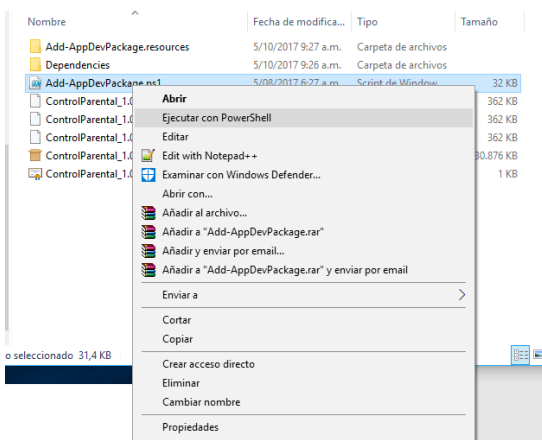 Nombre Fecha de modifica... Tipo Tamaño
Add-AppDevPackage.resources 5/10/2017 9:27 a.m. Carpeta de archivos
Dependencies 5/10/2017 9:26 a.m. Carpeta de archivos
Add-AppDevPackage.ps1 5/08/2017 6:27 a.m. Script de Window... 32 KB
ControlParental_1.0 362 KB
ControlParental_1.0 362 KB
ControlParental_1.0 362 KB
ControlParental_1.0 30.876 KB
ControlParental_1.0 1 KB
Abrir
Ejecutar con PowerShell
Editar
Edit with Notepad++
Examinar con Windows Defender...
Abrir con...
Añadir al archivo...
Añadir a "Add-AppDevPackage.rar"
Añadir y enviar por email...
Añadir a "Add-AppDevPackage.rar" y enviar por email
Enviar a
Cortar
Copiar
Crear acceso directo
Eliminar
Cambiar nombre
Propiedades
o seleccionado 31,4 KB